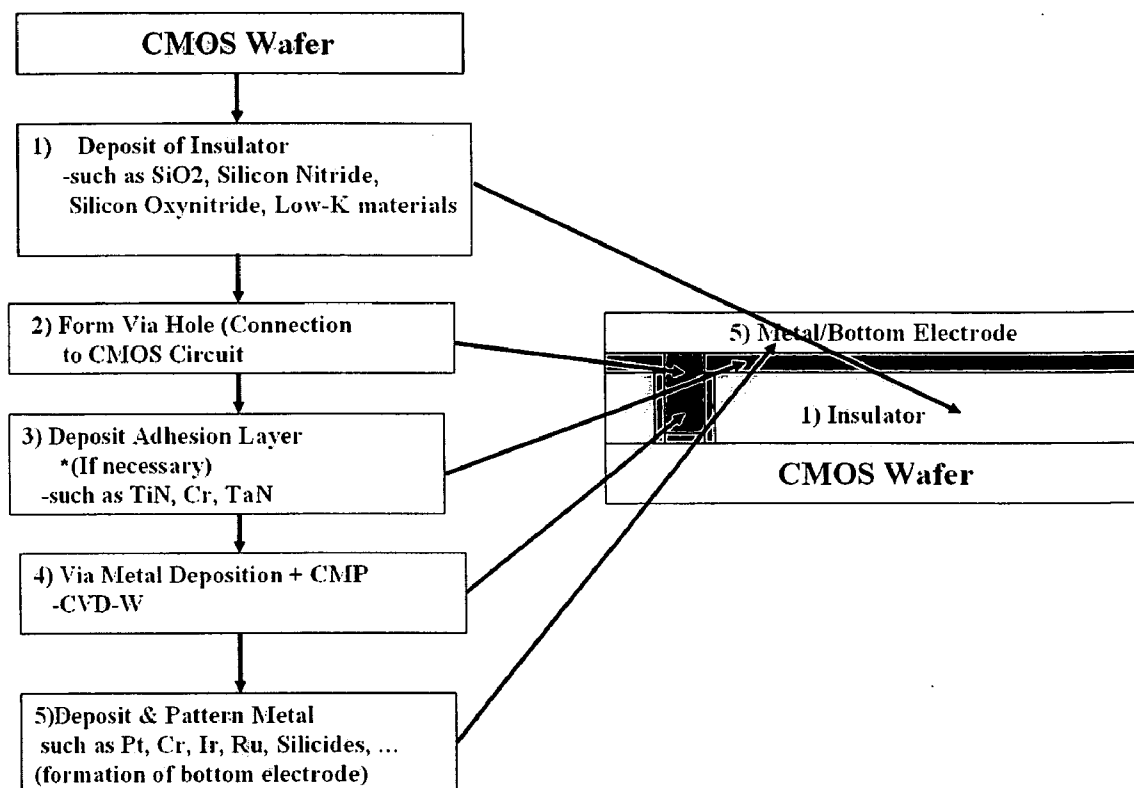 CMOS Wafer
1) Deposit of Insulator
-such as SiO2, Silicon Nitride,
Silicon Oxynitride, Low-K materials
2) Form Via Hole (Connection
to CMOS Circuit
3) Deposit Adhesion Layer
*(If necessary)
-such as TiN, Cr, TaN
4) Via Metal Deposition + CMP
-CVD-W
5)Deposit & Pattern Metal
such as Pt, Cr, Ir, Ru, Silicides, ...
(formation of bottom electrode)
5) Metal/Bottom Electrode
1) Insulator
CMOS Wafer